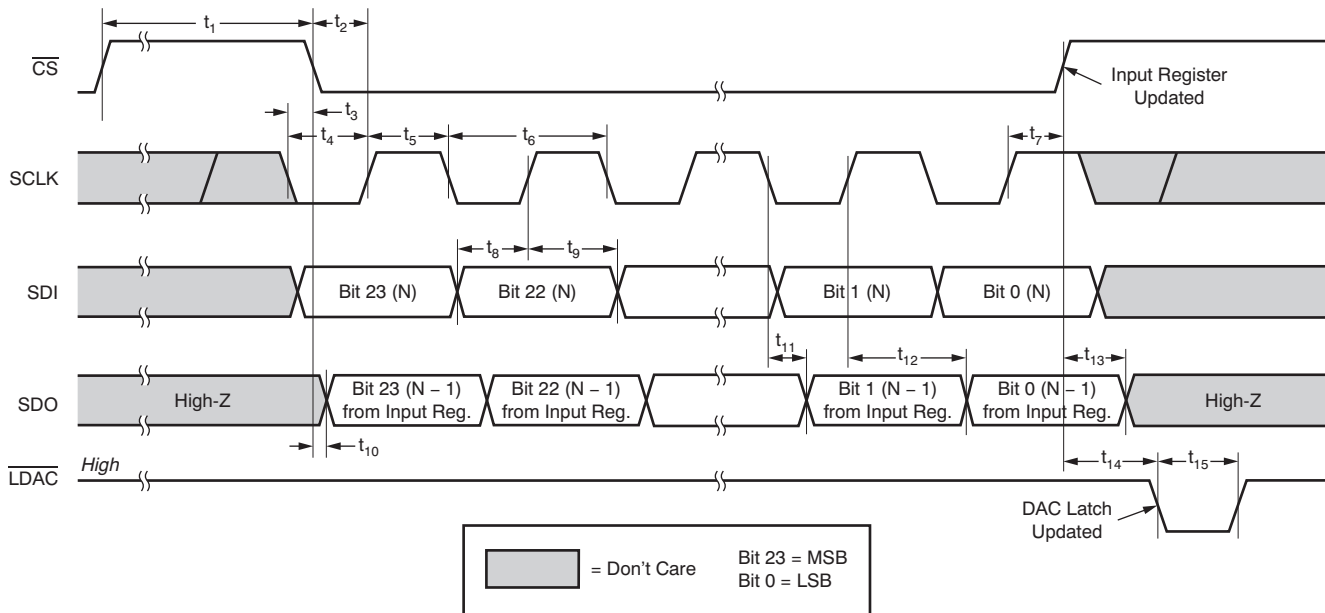 t1
t2
CS
Input Register
Updated
t3
t4
t5
t6
t7
SCLK
t8
t9
SDI
Bit 23 (N)
Bit 22 (N)
Bit 1 (N)
Bit 0 (N)
t11
t12
t13
SDO
High-Z
Bit 23 (N − 1)
from Input Reg.
Bit 22 (N − 1)
from Input Reg.
Bit 1 (N − 1)
from Input Reg.
Bit 0 (N − 1)
from Input Reg.
High-Z
t10
High
LDAC
t14
t15
DAC Latch
Updated
= Don't Care
Bit 23 = MSB
Bit 0 = LSB